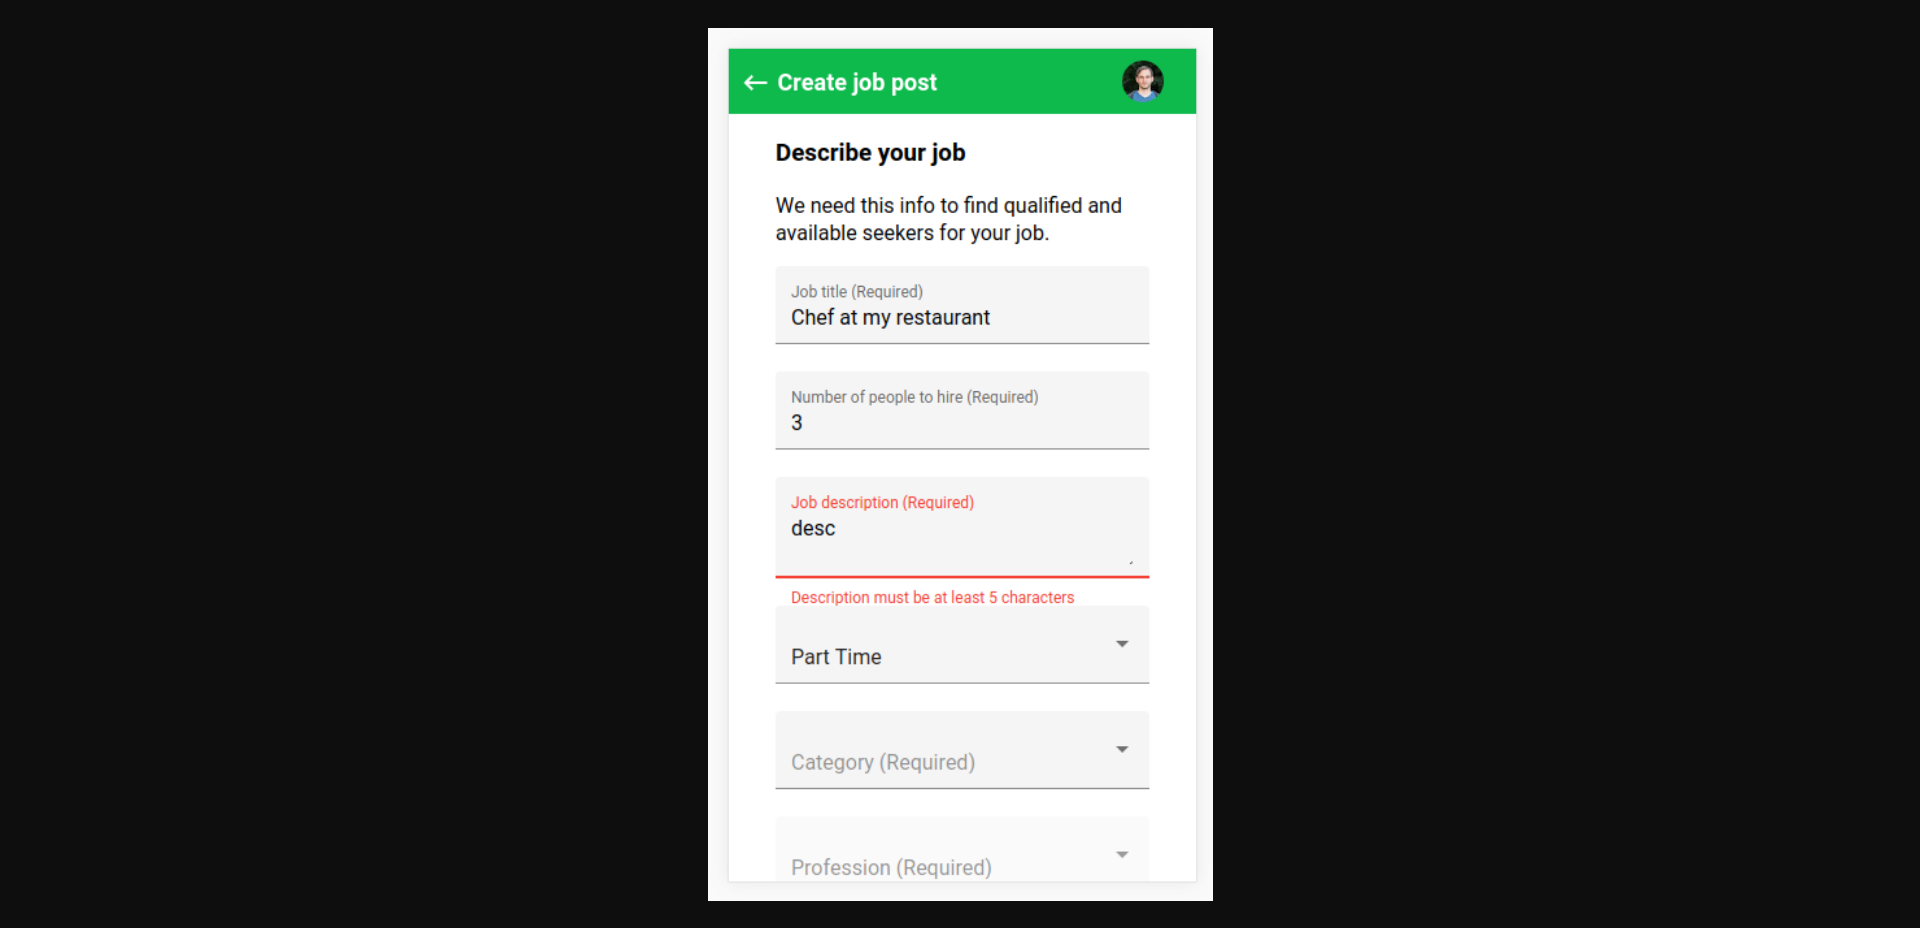 Create job post
Describe your job
We need this info to find qualified and
available seekers for your job.
Job title (Required)
Chef at my restaurant
Number of people to hire (Required)
3
Job description (Required)
desc
Description must be at least 5 characters
Part Time
Category (Required)
Profession (Required)